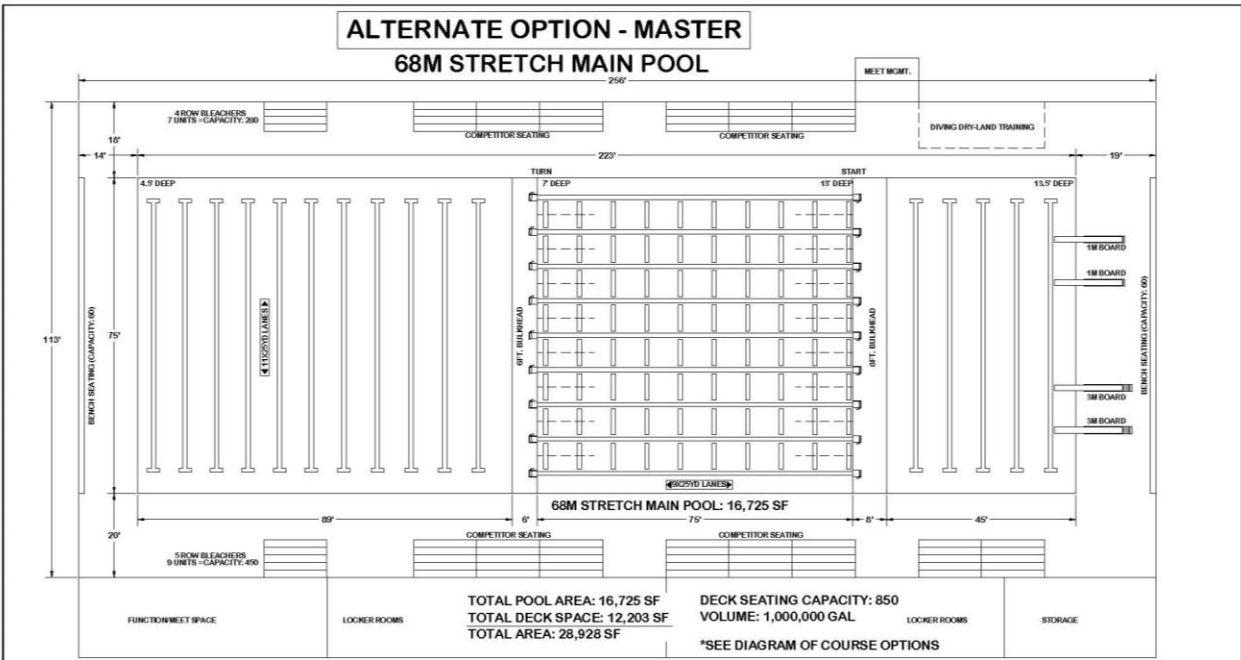 ALTERNATE OPTION - MASTER
68M STRETCH MAIN POOL
MEET MGMT.
256'
4 ROW BLEACHERS
7 UNITS = CAPACITY: 280
COMPETITOR SEATING
COMPETITOR SEATING
DIVING DRY-LAND TRAINING
18'
14'
223'
19'
TURN
START
4.5' DEEP
7' DEEP
13' DEEP
13.5' DEEP
1M BOARD
1M BOARD
113'
BENCH SEATING (CAPACITY: 60)
75'
11X25YD LANES
6FT. BULKHEAD
8FT. BULKHEAD
BENCH SEATING (CAPACITY: 60)
3M BOARD
3M BOARD
9X25YD LANES
68M STRETCH MAIN POOL: 16,725 SF
89'
6'
75'
8'
45'
20'
COMPETITOR SEATING
COMPETITOR SEATING
5 ROW BLEACHERS
9 UNITS = CAPACITY: 450
FUNCTION/MEET SPACE
LOCKER ROOMS
TOTAL POOL AREA: 16,725 SF
TOTAL DECK SPACE: 12,203 SF
TOTAL AREA: 28,928 SF
DECK SEATING CAPACITY: 850
VOLUME: 1,000,000 GAL
*SEE DIAGRAM OF COURSE OPTIONS
LOCKER ROOMS
STORAGE